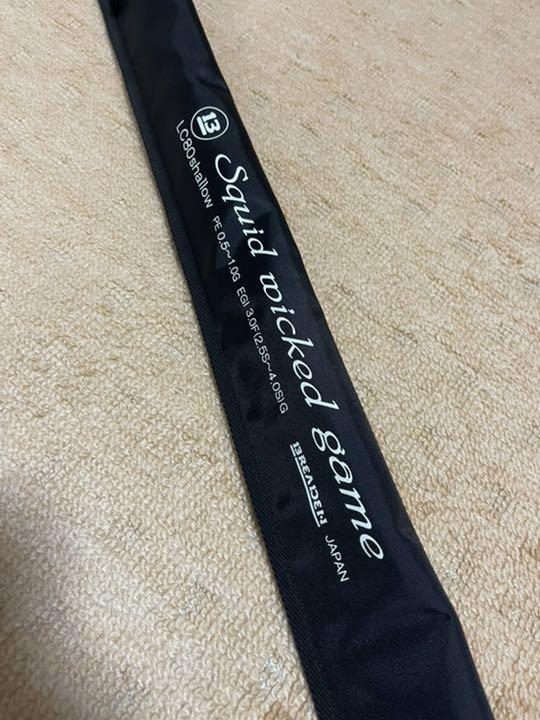 13
Squid wicked game
LC80shallow PE 0.5~1.0G EGI 3.0F(2.5S~4.0S)G
BREADEN JAPAN